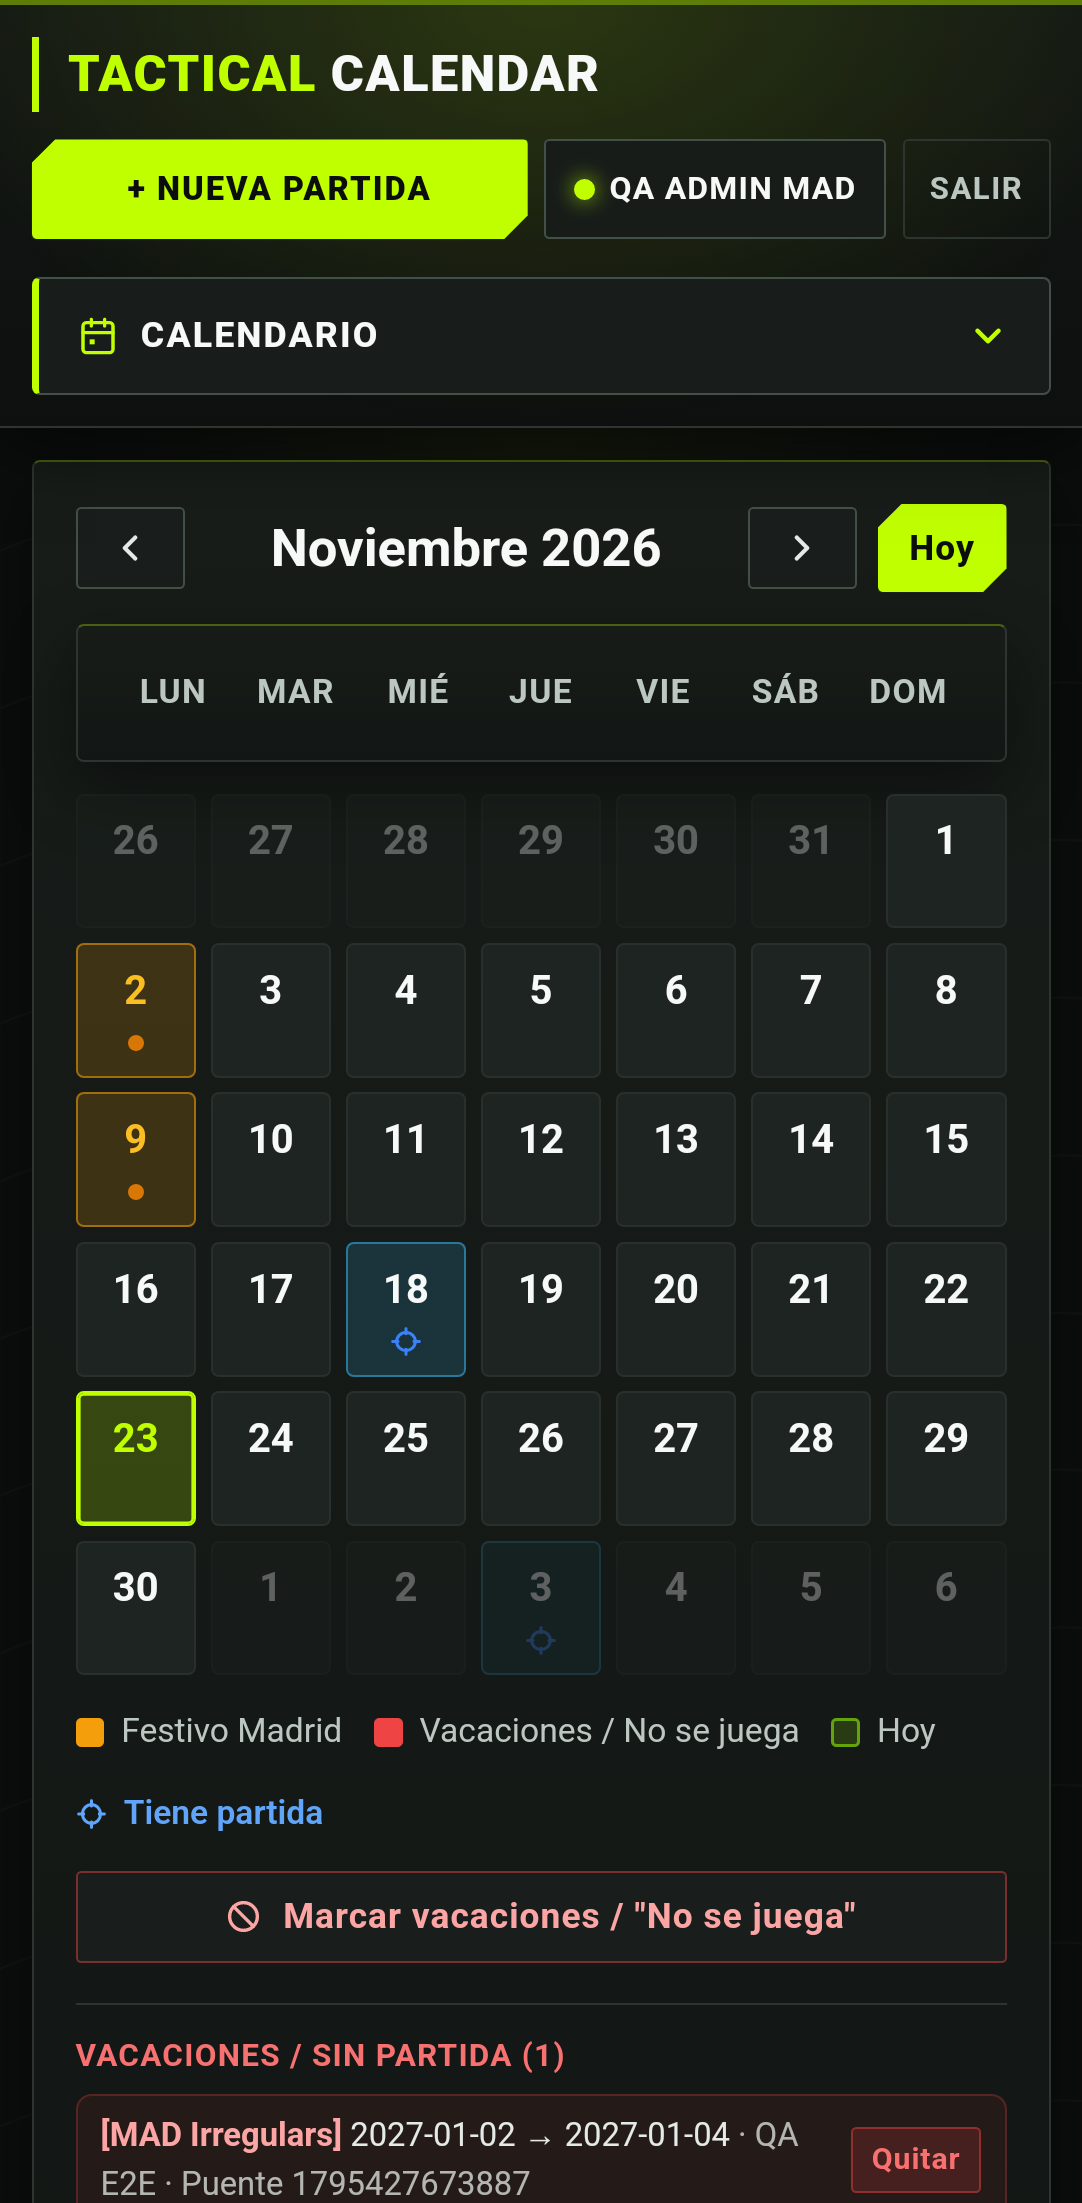 TACTICAL CALENDAR
+ NUEVA PARTIDA QA ADMIN MAD SALIR
CALENDARIO
Noviembre 2026 Hoy
LUN MAR MIÉ JUE VIE SÁB DOM
26 27 28 29 30 31 1
2 3 4 5 6 7 8
9 10 11 12 13 14 15
16 17 18 19 20 21 22
23 24 25 26 27 28 29
30 1 2 3 4 5 6
Festivo Madrid Vacaciones / No se juega Hoy
Tiene partida
Marcar vacaciones / "No se juega"
VACACIONES / SIN PARTIDA (1)
[MAD Irregulars] 2027-01-02 → 2027-01-04 · QA
E2E · Puente 1795427673887
Quitar